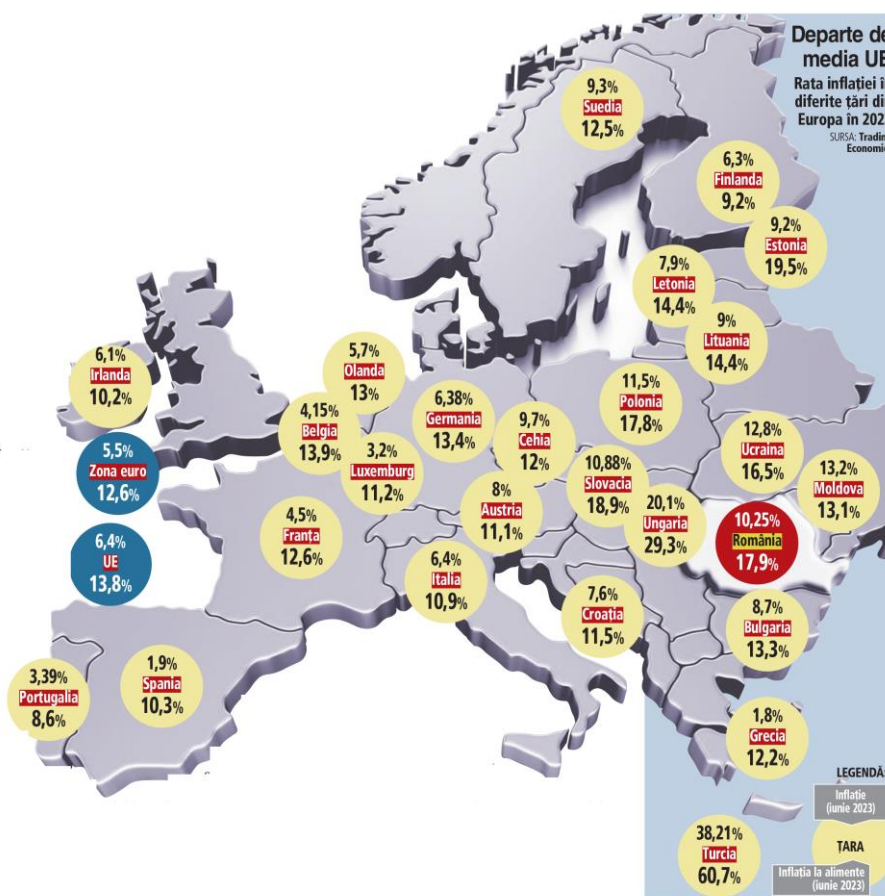 Departe de
media UE
Rata inflației î
diferite țări di
Europa în 202
SURSA: Tradin
Economic
9,3%
Suedia
12,5%
6,3%
Finlanda
9,2%
9,2%
Estonia
19,5%
7,9%
Letonia
14,4%
9%
Lituania
14,4%
6,1%
Irlanda
10,2%
5,7%
Olanda
13%
4,15%
Belgia
13,9%
6,38%
Germania
13,4%
11,5%
Polonia
17,8%
9,7%
Cehia
12%
5,5%
Zona euro
12,6%
3,2%
Luxemburg
11,2%
10,88%
Slovacia
18,9%
12,8%
Ucraina
16,5%
13,2%
Moldova
13,1%
8%
Austria
11,1%
20,1%
Ungaria
29,3%
10,25%
România
17,9%
4,5%
Franța
12,6%
6,4%
UE
13,8%
6,4%
Italia
10,9%
7,6%
Croația
11,5%
8,7%
Bulgaria
13,3%
3,39%
Portugalia
8,6%
1,9%
Spania
10,3%
1,8%
Grecia
12,2%
38,21%
Turcia
60,7%
LEGENDĂ:
Inflație
(iunie 2023)
ȚARA
Inflația la alimente
(iunie 2023)